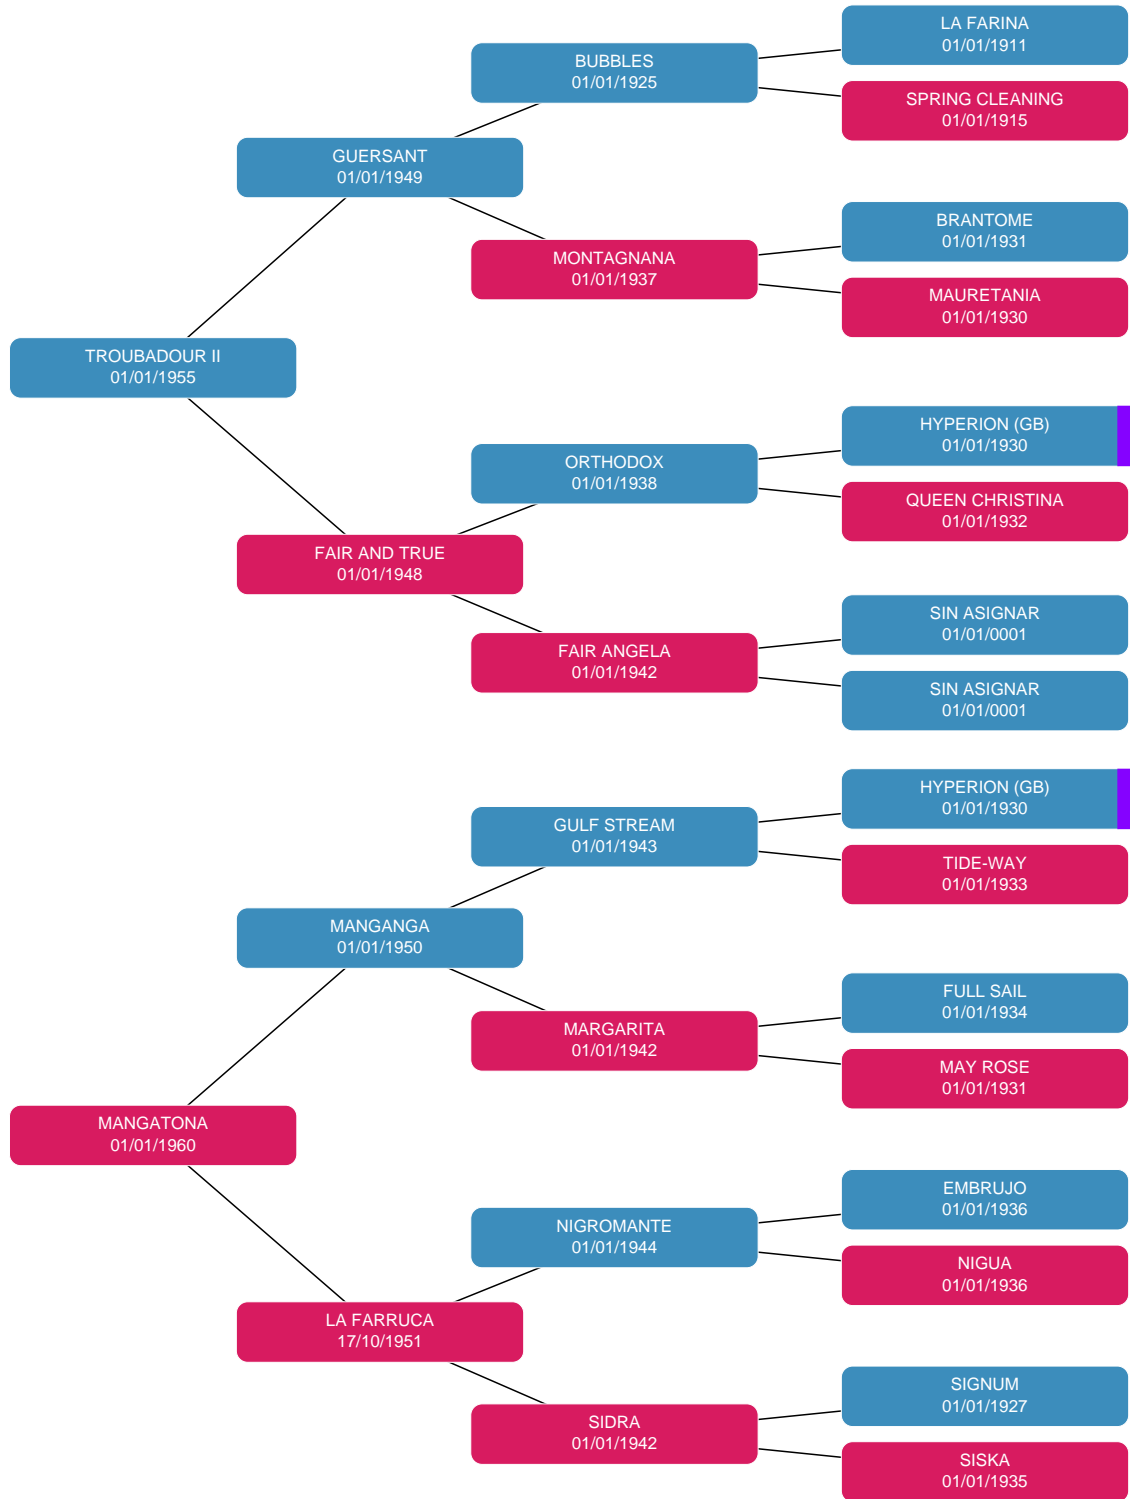 LA FARINA
01/01/1911
BUBBLES
01/01/1925
SPRING CLEANING
01/01/1915
GUERSANT
01/01/1949
BRANTOME
01/01/1931
MONTAGNANA
01/01/1937
MAURETANIA
01/01/1930
TROUBADOUR II
01/01/1955
HYPERION (GB)
01/01/1930
ORTHODOX
01/01/1938
QUEEN CHRISTINA
01/01/1932
FAIR AND TRUE
01/01/1948
SIN ASIGNAR
01/01/0001
FAIR ANGELA
01/01/1942
SIN ASIGNAR
01/01/0001
HYPERION (GB)
01/01/1930
GULF STREAM
01/01/1943
TIDE-WAY
01/01/1933
MANGANGA
01/01/1950
FULL SAIL
01/01/1934
MARGARITA
01/01/1942
MAY ROSE
01/01/1931
MANGATONA
01/01/1960
EMBRUJO
01/01/1936
NIGROMANTE
01/01/1944
NIGUA
01/01/1936
LA FARRUCA
17/10/1951
SIGNUM
01/01/1927
SIDRA
01/01/1942
SISKA
01/01/1935